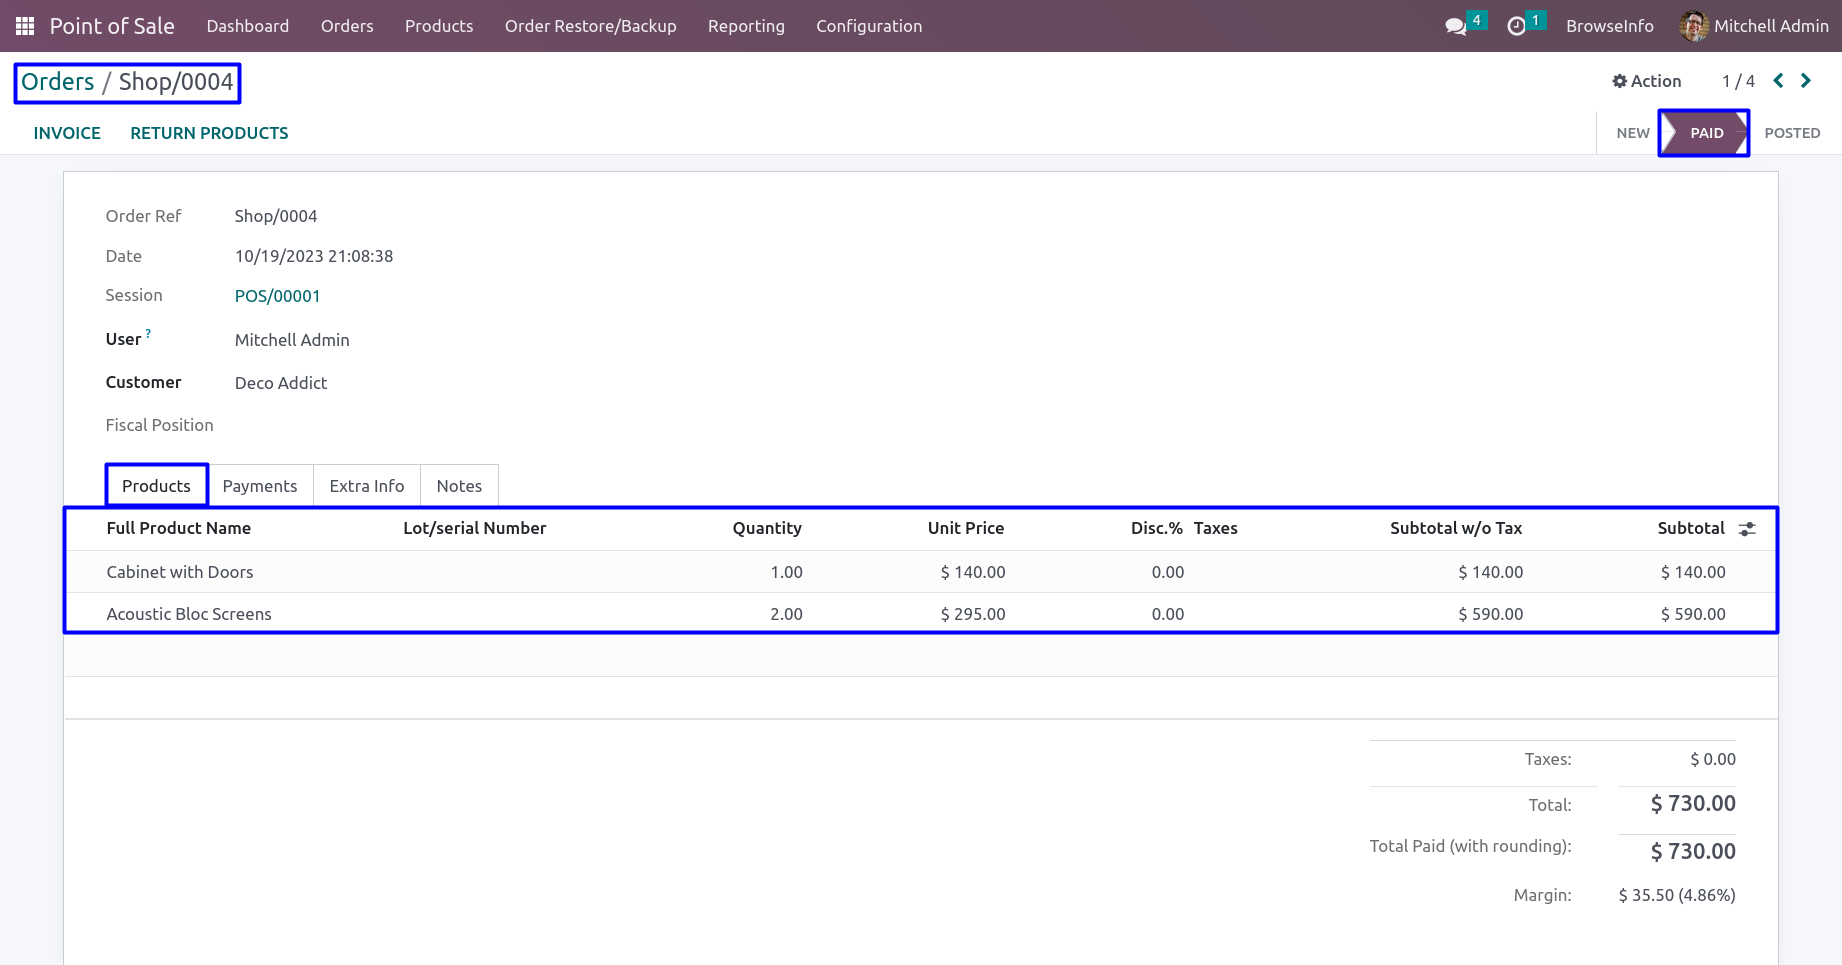 Point of Sale Dashboard Orders Products Order Restore/Backup Reporting Configuration 4 1 BrowseInfo Mitchell Admin
Orders / Shop/0004 Action 1 / 4
INVOICE RETURN PRODUCTS NEW PAID POSTED
Order Ref Shop/0004
Date 10/19/2023 21:08:38
Session POS/00001
User ? Mitchell Admin
Customer Deco Addict
Fiscal Position
Products Payments Extra Info Notes
Full Product Name Lot/serial Number Quantity Unit Price Disc.% Taxes Subtotal w/o Tax Subtotal
Cabinet with Doors 1.00 $ 140.00 0.00 $ 140.00 $ 140.00
Acoustic Bloc Screens 2.00 $ 295.00 0.00 $ 590.00 $ 590.00
Taxes: $ 0.00
Total: $ 730.00
Total Paid (with rounding): $ 730.00
Margin: $ 35.50 (4.86%)